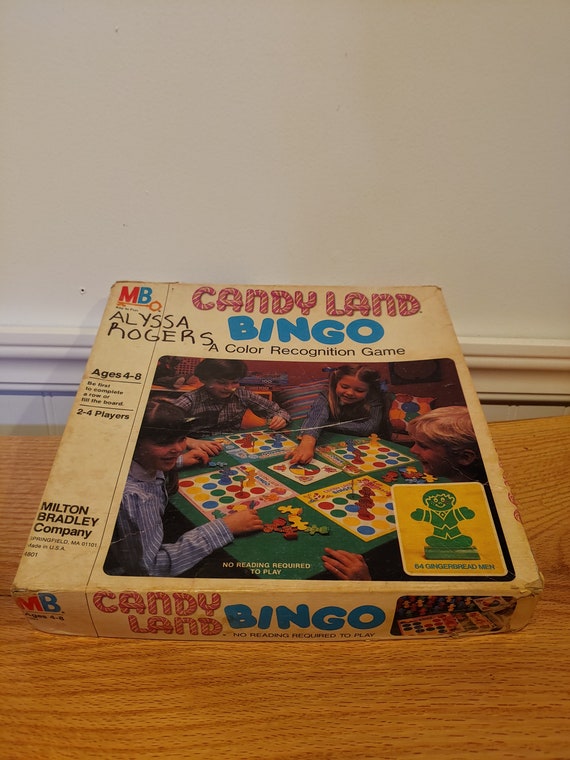 MB
CANDY LAND
BINGO
ALYSSA
ROGERS
A Color Recognition Game
Ages 4-8
Be first
to complete
a row or
fill the board.
2-4 Players
MILTON
BRADLEY
Company
SPRINGFIELD, MA 01101
Made in U.S.A.
4801
NO READING REQUIRED
TO PLAY
64 GINGERBREAD MEN
MB
Ages 4-8
CANDY
LAND
BINGO
NO READING REQUIRED TO PLAY